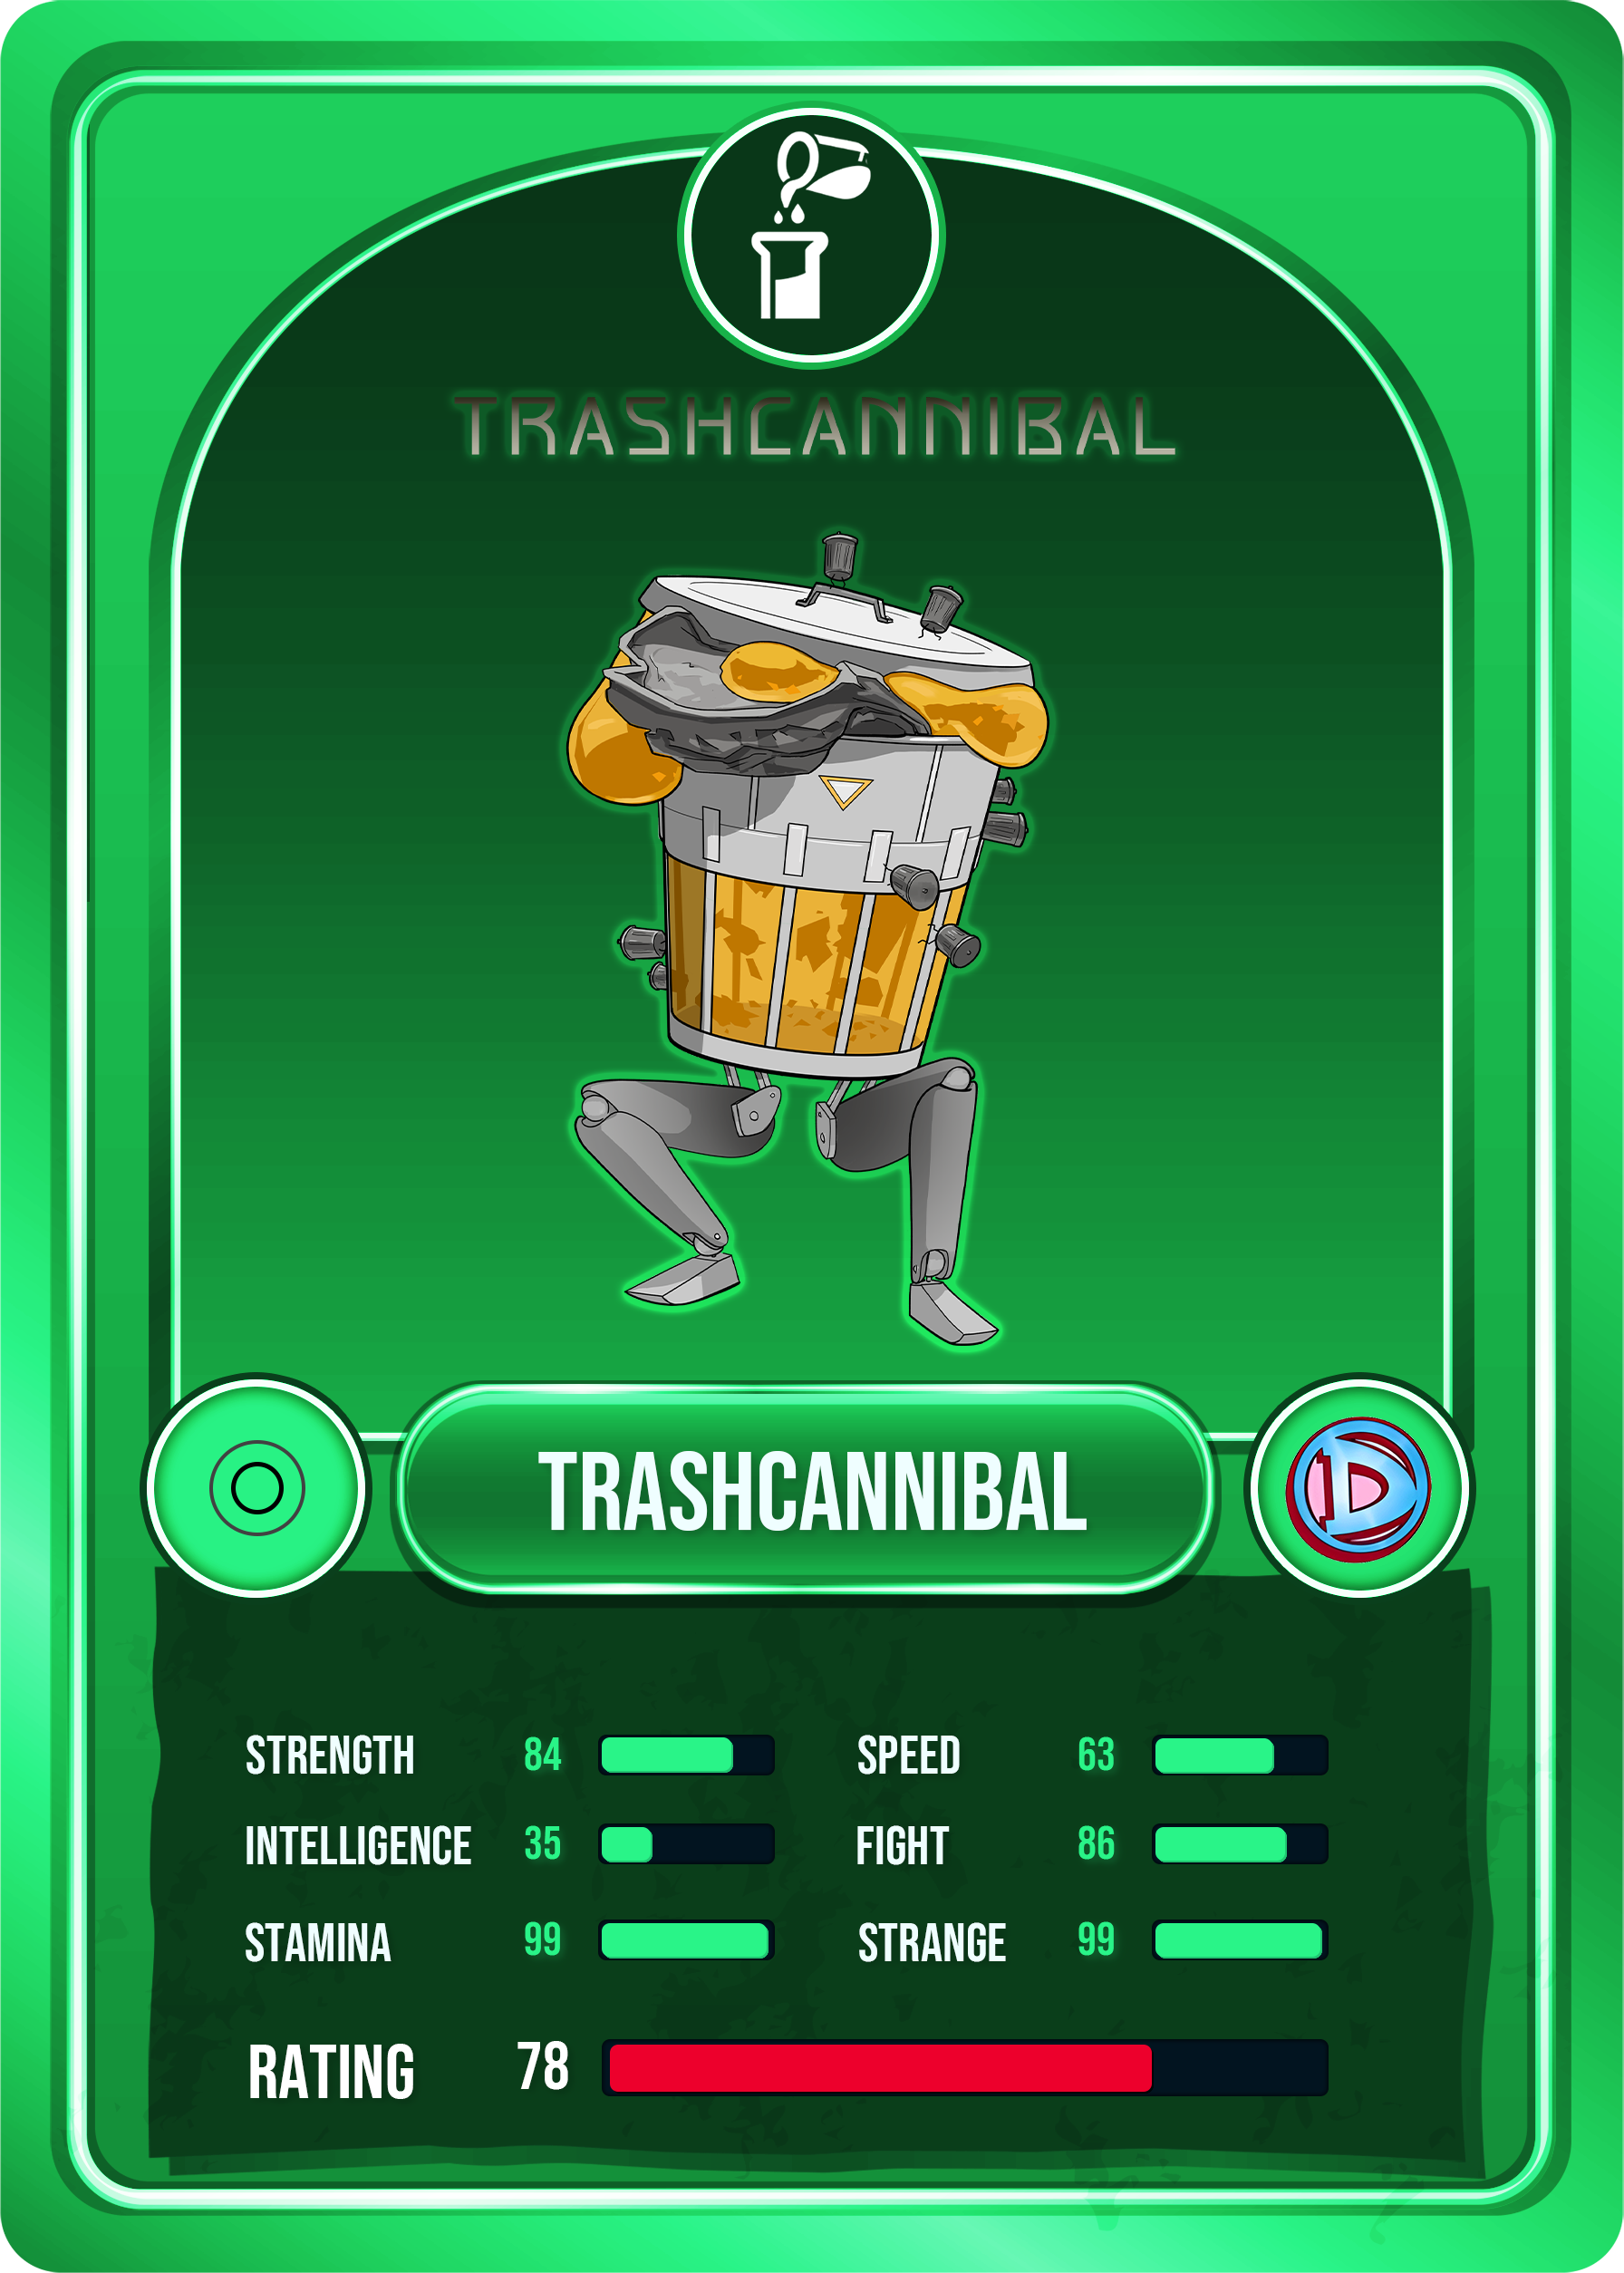 TRASHCANNIBAL
TRASHCANNIBAL
D
STRENGTH 84 SPEED 63
INTELLIGENCE 35 FIGHT 86
STAMINA 99 STRANGE 99
RATING 78